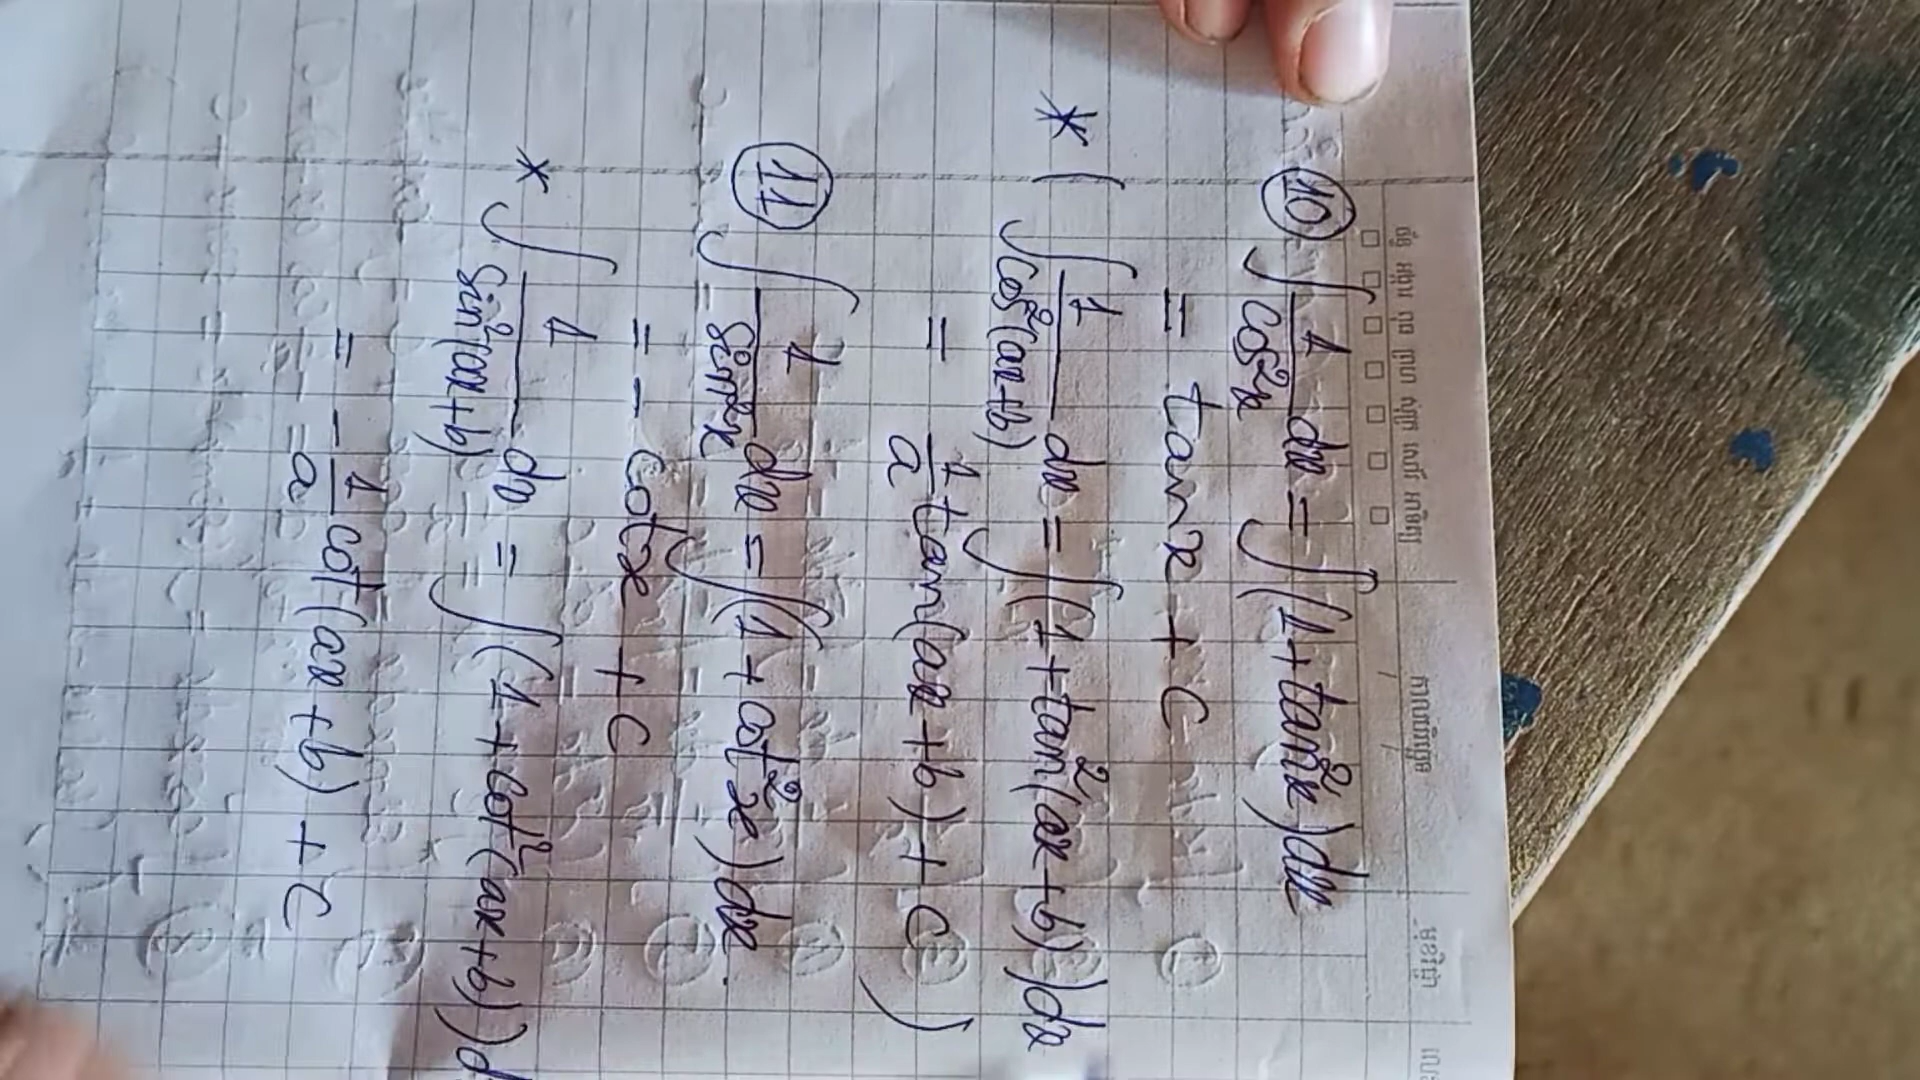 ⑩ ∫ 1/cos²x dx = ∫(1+tan²x)dx
= tanx + c
* ( ∫ 1/cos²(ax+b) dx = ∫(1+tan²(ax+b))dx
= 1/a tan(ax+b)+c )
⑪ ∫ 1/sin²x dx = ∫(1+cot²x)dx.
= -cotx + c
* ∫ 1/sin²(ax+b) dx = ∫(1+cot²(ax+b))d
= -1/a cot(ax+b) + c